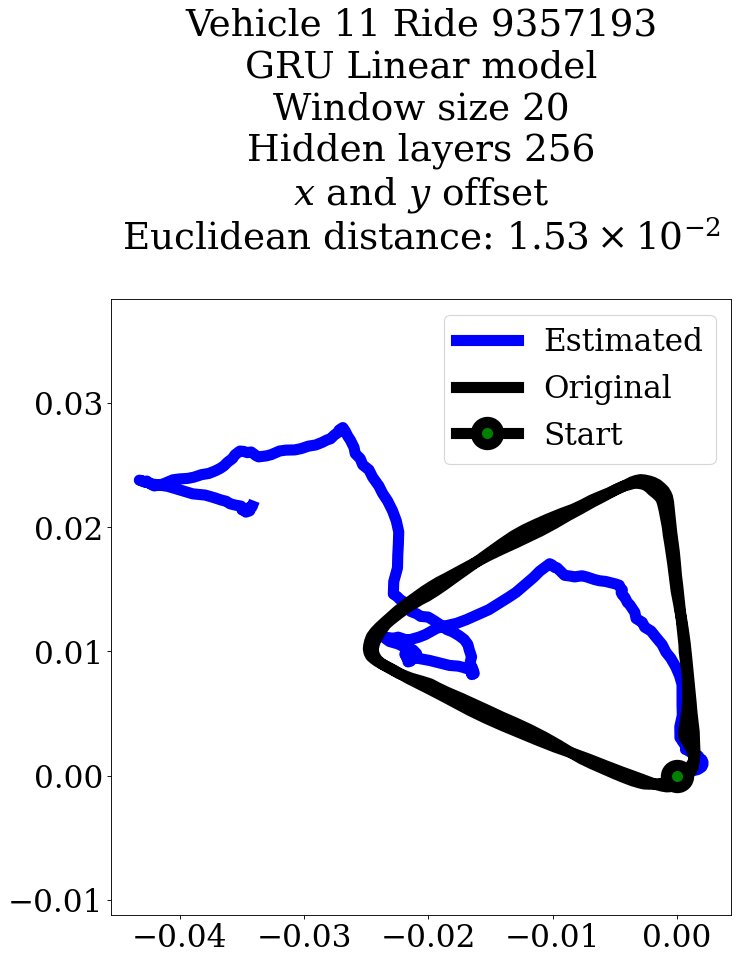 Vehicle 11 Ride 9357193
GRU Linear model
Window size 20
Hidden layers 256
x and y offset
Euclidean distance: 1.53 × 10⁻²
Estimated
Original
Start
0.03
0.02
0.01
0.00
−0.01
−0.04
−0.03
−0.02
−0.01
0.00